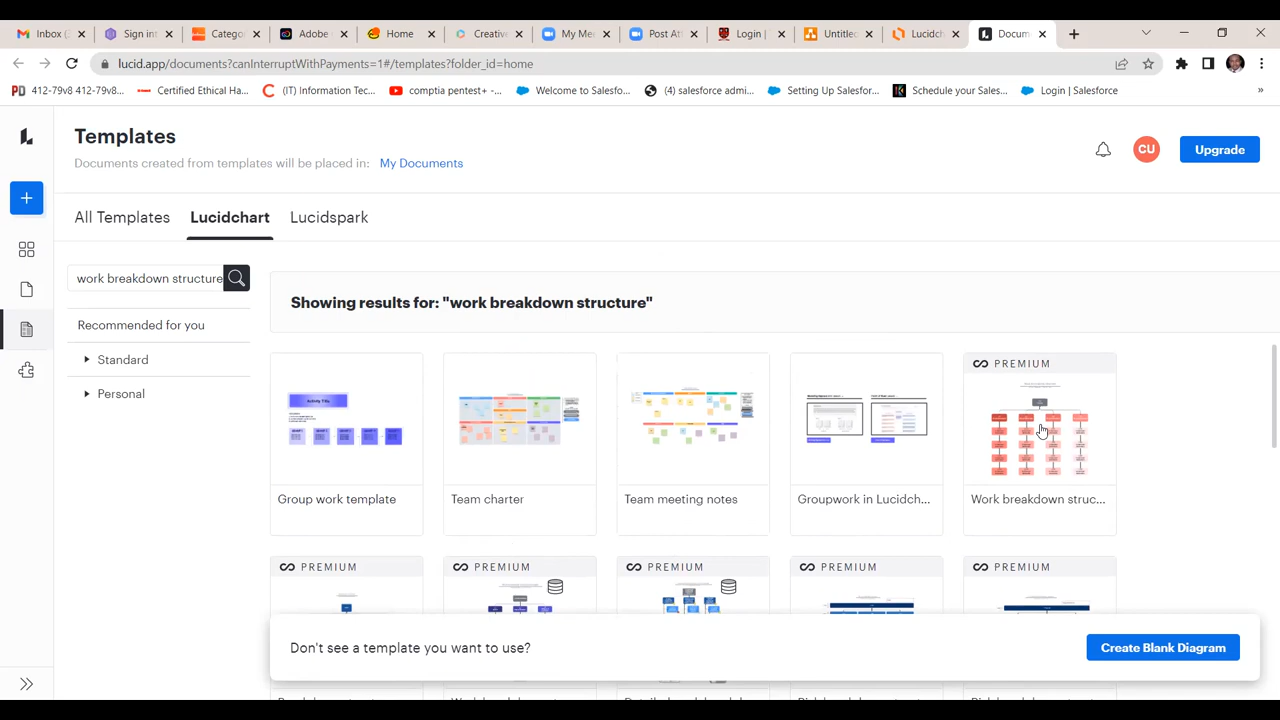 Inbox (
Sign in
Catego
Adobe
Home
Creative
My Me
Post At
Login |
Untitle
Lucidch
Docum
lucid.app/documents?canInterruptWithPayments=1#/templates?folder_id=home
412-79v8 412-79v8...
Certified Ethical Ha...
(IT) Information Tec...
comptia pentest+ -...
Welcome to Salesfo...
(4) salesforce admi...
Setting Up Salesfor...
Schedule your Sales...
Login | Salesforce
Templates
Documents created from templates will be placed in: My Documents
CU
Upgrade
All Templates
Lucidchart
Lucidspark
work breakdown structure
Showing results for: "work breakdown structure"
Recommended for you
Standard
Personal
PREMIUM
Activity Title
Group work template
Team charter
Team meeting notes
Groupwork in Lucidch...
Work breakdown struc...
PREMIUM
PREMIUM
PREMIUM
PREMIUM
PREMIUM
Don't see a template you want to use?
Create Blank Diagram